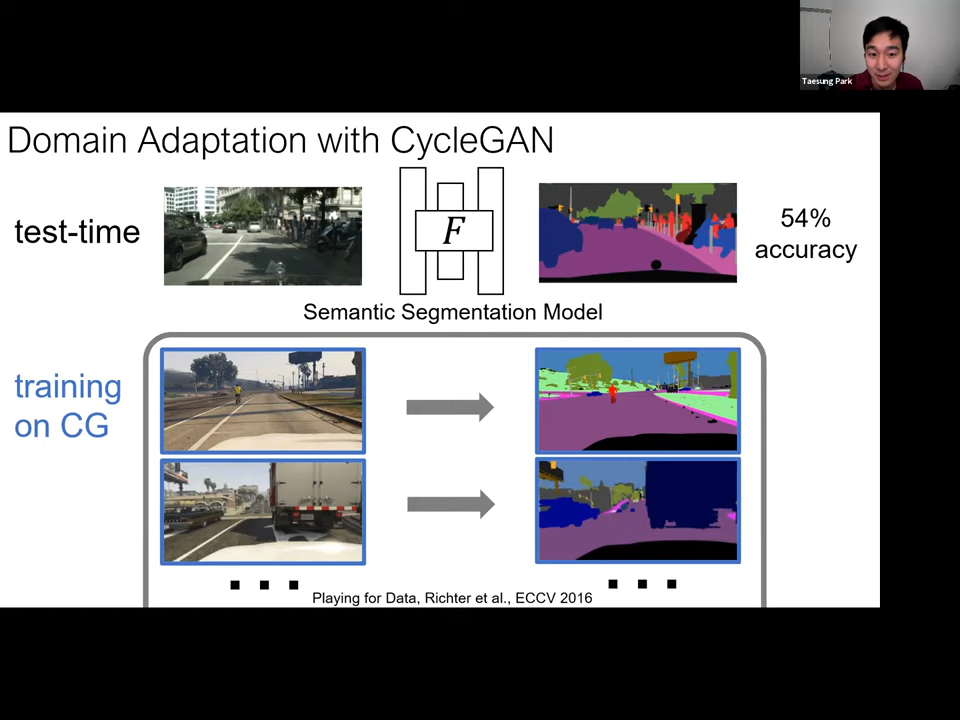 Taesung Park
Domain Adaptation with CycleGAN
test-time
F
54%
accuracy
Semantic Segmentation Model
training
on CG
Playing for Data, Richter et al., ECCV 2016